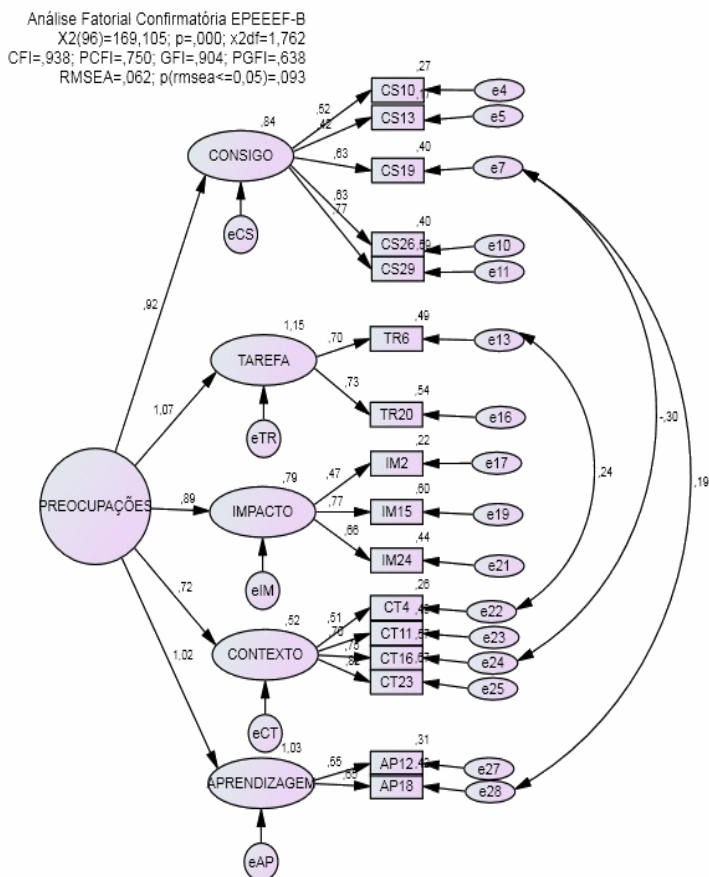 Análise Fatorial Confirmatória EPEEEF-B
X2(96)=169,105; p=,000; x2df=1,762
CFI=,938; PCFI=,750; GFI=,904; PGFI=,638
RMSEA=,062; p(rmsea<=0,05)=,093
,27
CS10
e4
,52
,84
CS13
e5
,42
CONSIGO
,63
,40
CS19
e7
,63
,77
,40
eCS
CS26
e10
CS29
e11
,92
1,15
,70
,49
TR6
e13
TAREFA
,73
,54
1,07
TR20
e16
-,30
eTR
,22
,47
IM2
e17
,24
,19
,79
,60
PREOCUPAÇÕES
,89
IMPACTO
,77
IM15
e19
,66
,44
IM24
e21
eIM
,26
,72
,52
,51
CT4
e22
CT11
e23
CONTEXTO
,75
CT16
e24
1,02
CT23
e25
eCT
1,03
,31
,55
AP12
e27
APRENDIZAGEM
AP18
e28
eAP